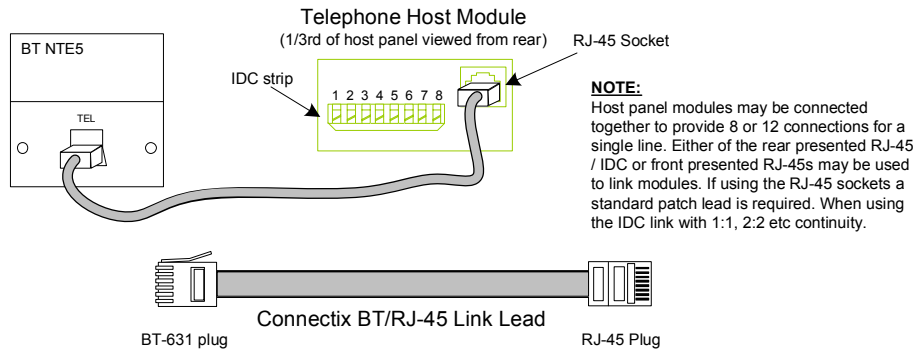 Telephone Host Module
(1/3rd of host panel viewed from rear)
RJ-45 Socket
BT NTE5
IDC strip
1 2 3 4 5 6 7 8
TEL
NOTE:
Host panel modules may be connected
together to provide 8 or 12 connections for a
single line. Either of the rear presented RJ-45
/ IDC or front presented RJ-45s may be used
to link modules. If using the RJ-45 sockets a
standard patch lead is required. When using
the IDC link with 1:1, 2:2 etc continuity.
Connectix BT/RJ-45 Link Lead
BT-631 plug
RJ-45 Plug